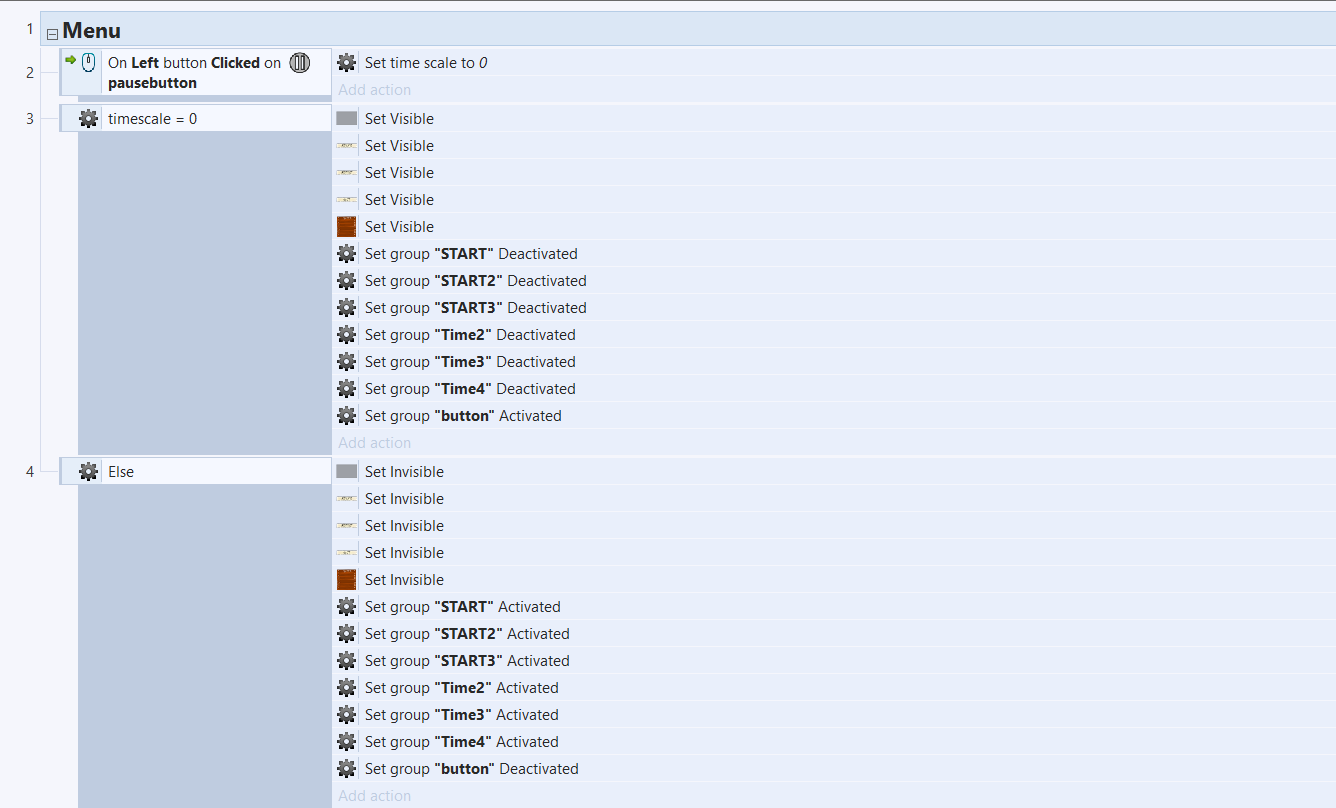 1
Menu
2
On Left button Clicked on
pausebutton
Set time scale to 0
Add action
3
timescale = 0
Set Visible
Set Visible
Set Visible
Set Visible
Set Visible
Set group "START" Deactivated
Set group "START2" Deactivated
Set group "START3" Deactivated
Set group "Time2" Deactivated
Set group "Time3" Deactivated
Set group "Time4" Deactivated
Set group "button" Activated
Add action
4
Else
Set Invisible
Set Invisible
Set Invisible
Set Invisible
Set Invisible
Set group "START" Activated
Set group "START2" Activated
Set group "START3" Activated
Set group "Time2" Activated
Set group "Time3" Activated
Set group "Time4" Activated
Set group "button" Deactivated
Add action